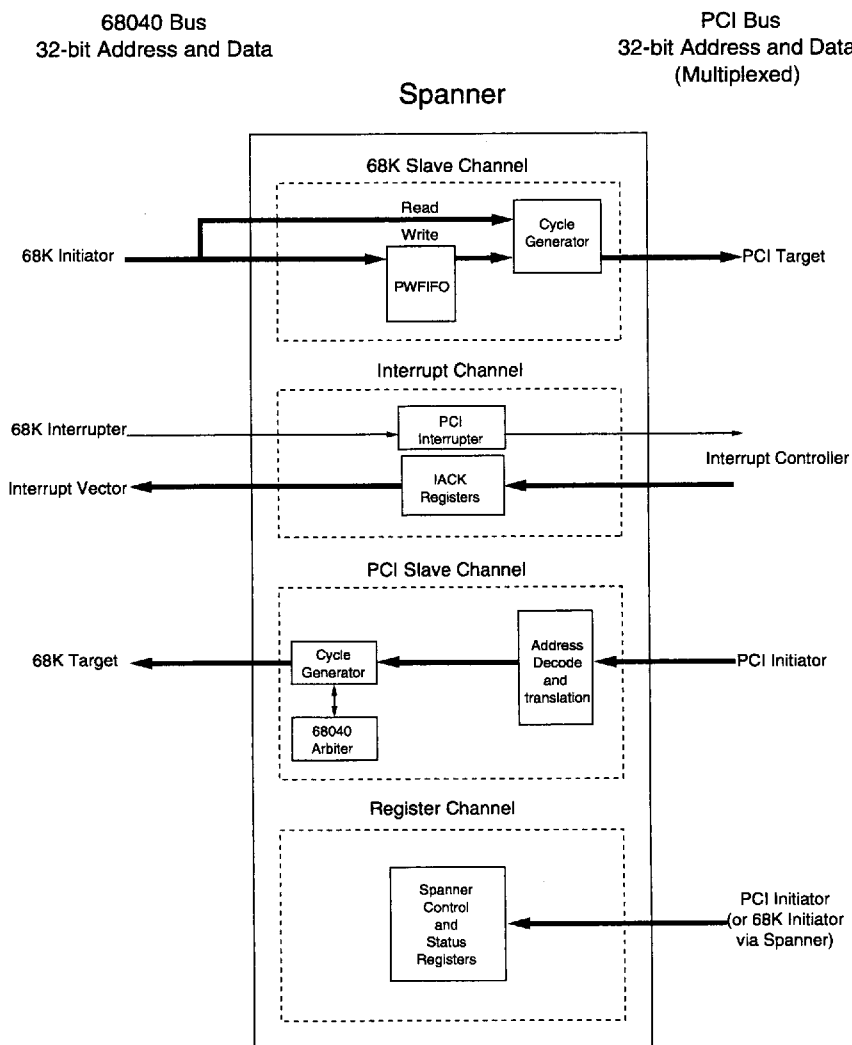 68040 Bus
32-bit Address and Data
PCI Bus
32-bit Address and Data
(Multiplexed)
Spanner
68K Slave Channel
Read
Write
Cycle
Generator
68K Initiator
PWFIFO
PCI Target
Interrupt Channel
68K Interrupter
PCI
Interrupter
Interrupt Controller
Interrupt Vector
IACK
Registers
PCI Slave Channel
68K Target
Cycle
Generator
68040
Arbiter
Address
Decode
and
translation
PCI Initiator
Register Channel
Spanner
Control
and
Status
Registers
PCI Initiator
(or 68K Initiator
via Spanner)